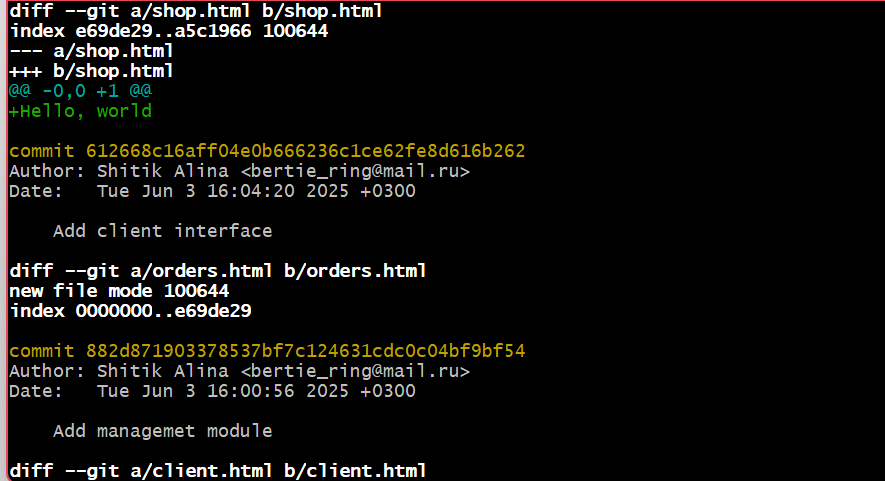 diff --git a/shop.html b/shop.html
index e69de29..a5c1966 100644
--- a/shop.html
+++ b/shop.html
@@ -0,0 +1 @@
+Hello, world
commit 612668c16aff04e0b666236c1ce62fe8d616b262
Author: Shitik Alina <bertie_ring@mail.ru>
Date:   Tue Jun 3 16:04:20 2025 +0300
    Add client interface
diff --git a/orders.html b/orders.html
new file mode 100644
index 0000000..e69de29
commit 882d871903378537bf7c124631cdc0c04bf9bf54
Author: Shitik Alina <bertie_ring@mail.ru>
Date:   Tue Jun 3 16:00:56 2025 +0300
    Add managemet module
diff --git a/client.html b/client.html